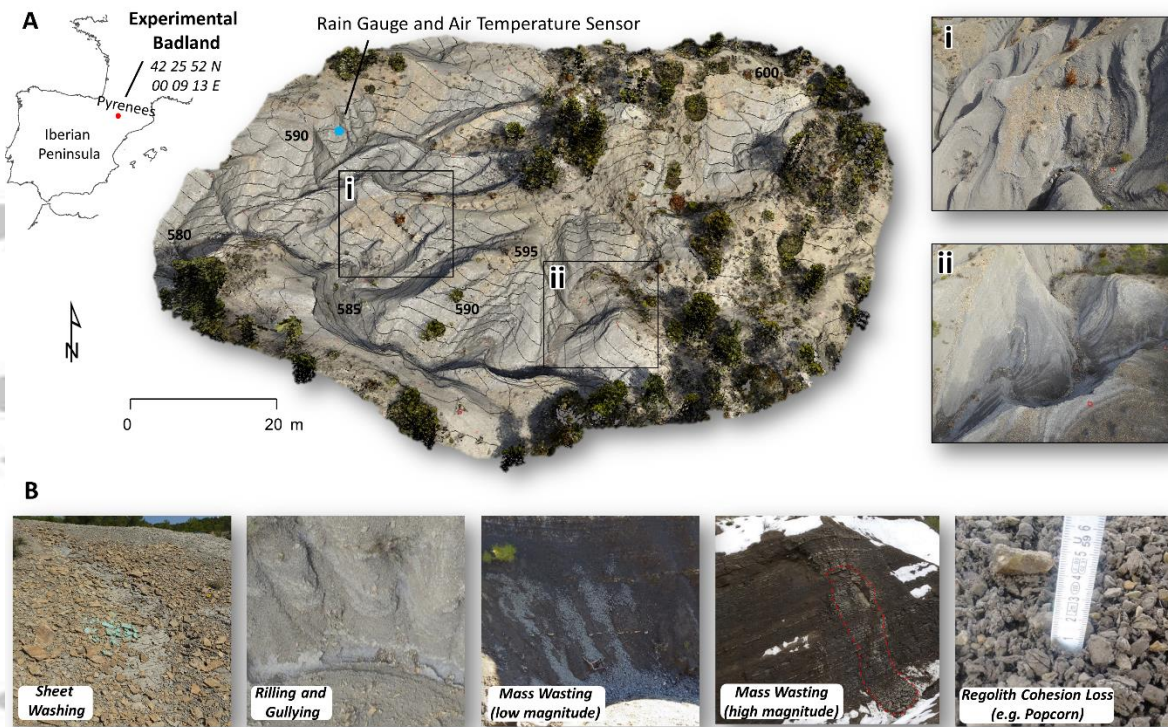 A
Experimental
Badland
42 25 52 N
00 09 13 E
Pyrenees
Iberian
Peninsula
N
0 20 m
Rain Gauge and Air Temperature Sensor
600
590
i
580
595
ii
585
590
i
ii
B
Sheet
Washing
Rilling and
Gullying
Mass Wasting
(low magnitude)
Mass Wasting
(high magnitude)
Regolith Cohesion Loss
(e.g. Popcorn)